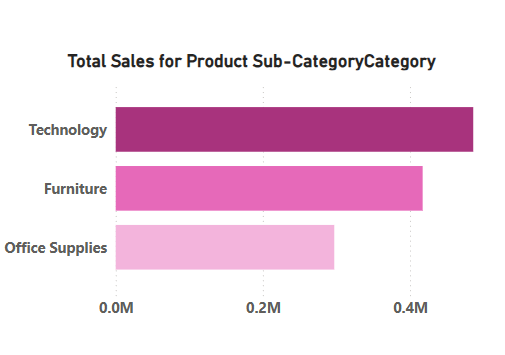 Total Sales for Product Sub-CategoryCategory
Technology
Furniture
Office Supplies
0.0M 0.2M 0.4M